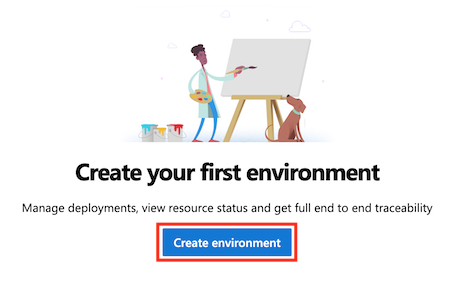 Create your first environment
Manage deployments, view resource status and get full end to end traceability
Create environment